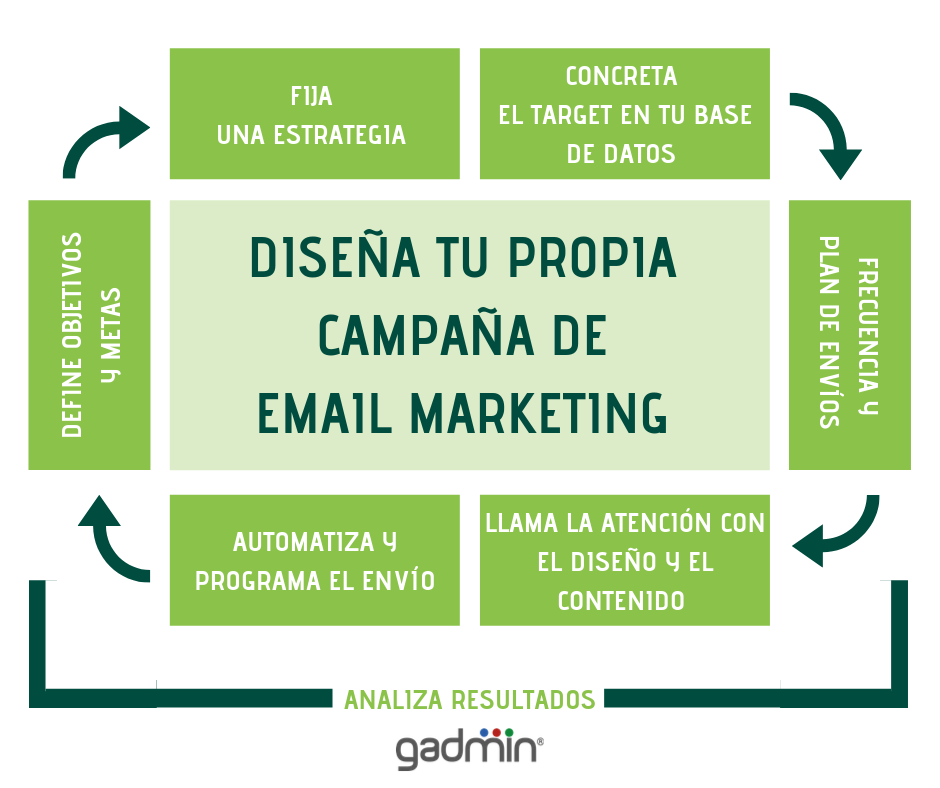 FIJA
UNA ESTRATEGIA
CONCRETA
EL TARGET EN TU BASE
DE DATOS
DEFINE OBJETIVOS
Y METAS
DISEÑA TU PROPIA
CAMPAÑA DE
EMAIL MARKETING
FRECUENCIA Y
PLAN DE ENVÍOS
AUTOMATIZA Y
PROGRAMA EL ENVÍO
LLAMA LA ATENCIÓN CON
EL DISEÑO Y EL
CONTENIDO
ANALIZA RESULTADOS
gadmin®